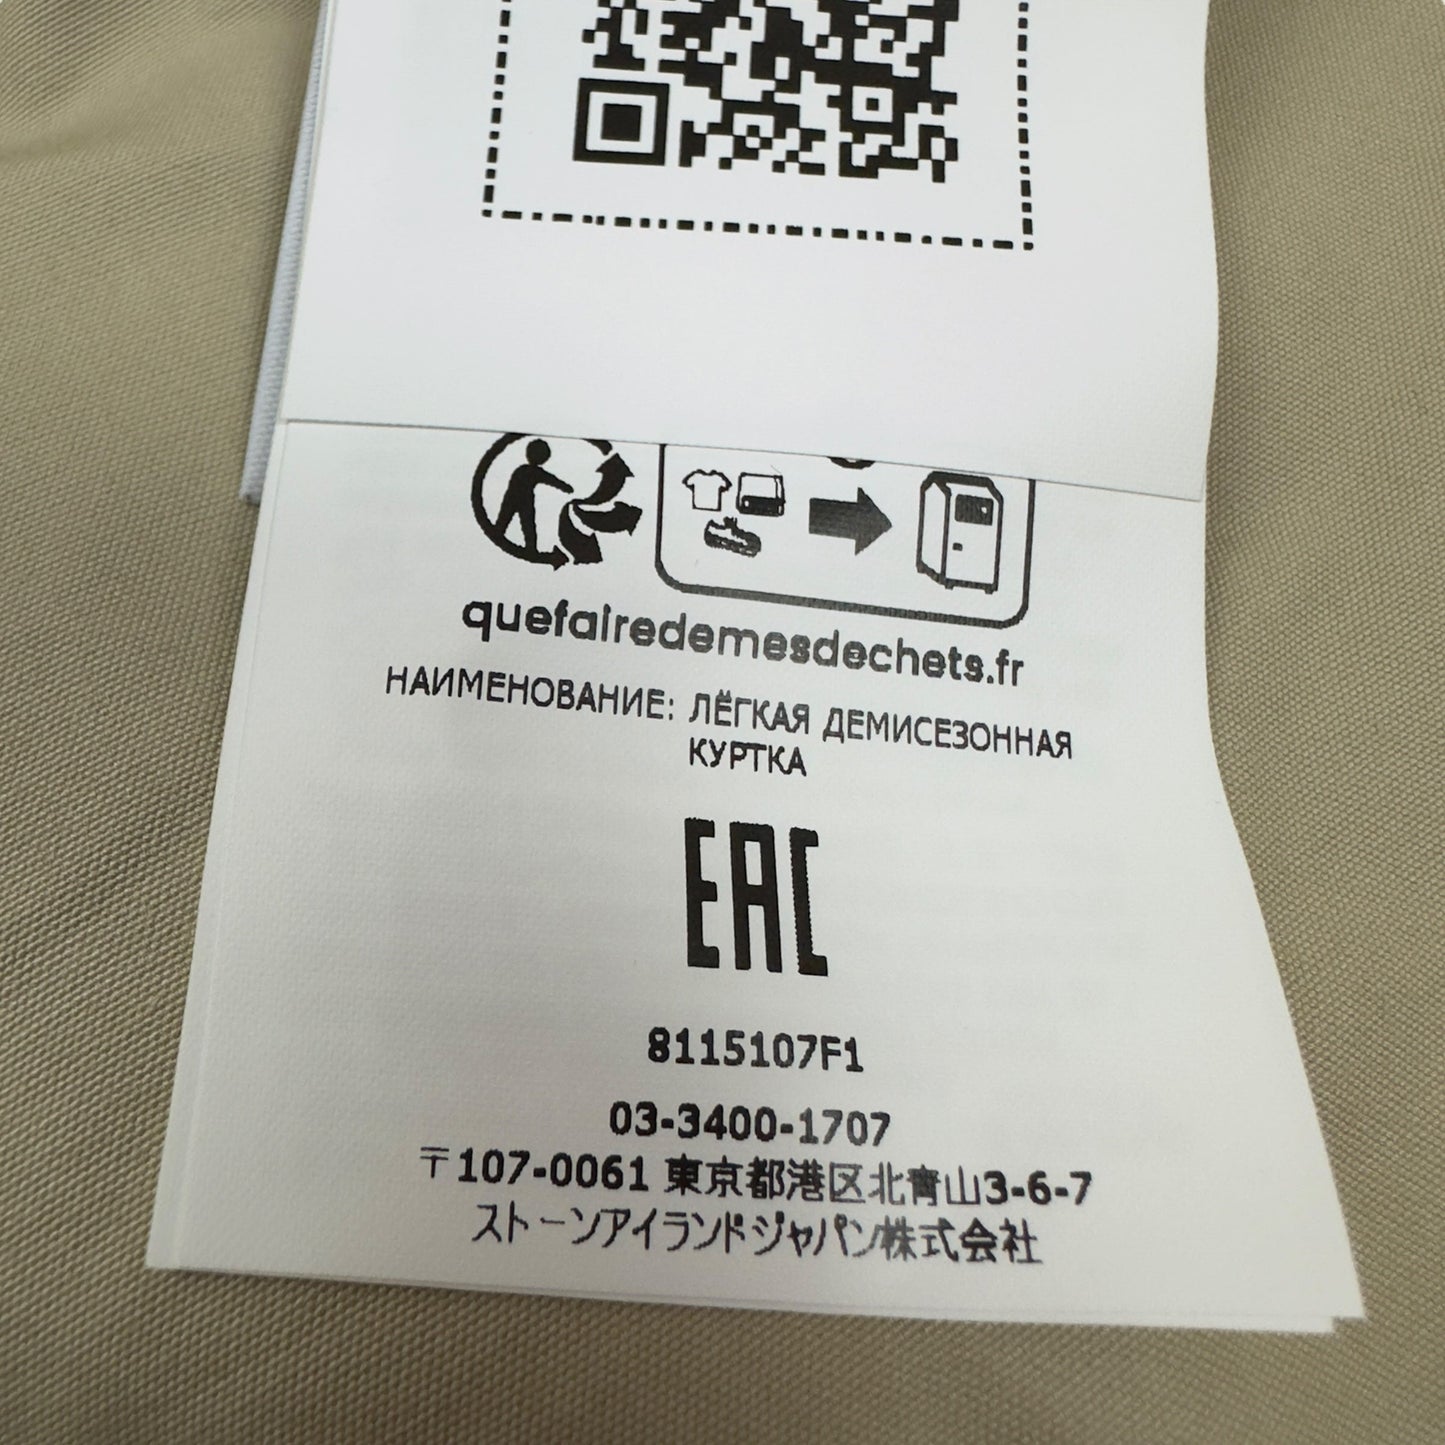 quefairedemesdechets.fr
НАИМЕНОВАНИЕ: ЛЁГКАЯ ДЕМИСЕЗОННАЯ
КУРТКА
EAC
8115107F1
03-3400-1707
〒107-0061 東京都港区北青山3-6-7
ストーンアイランドジャパン株式会社